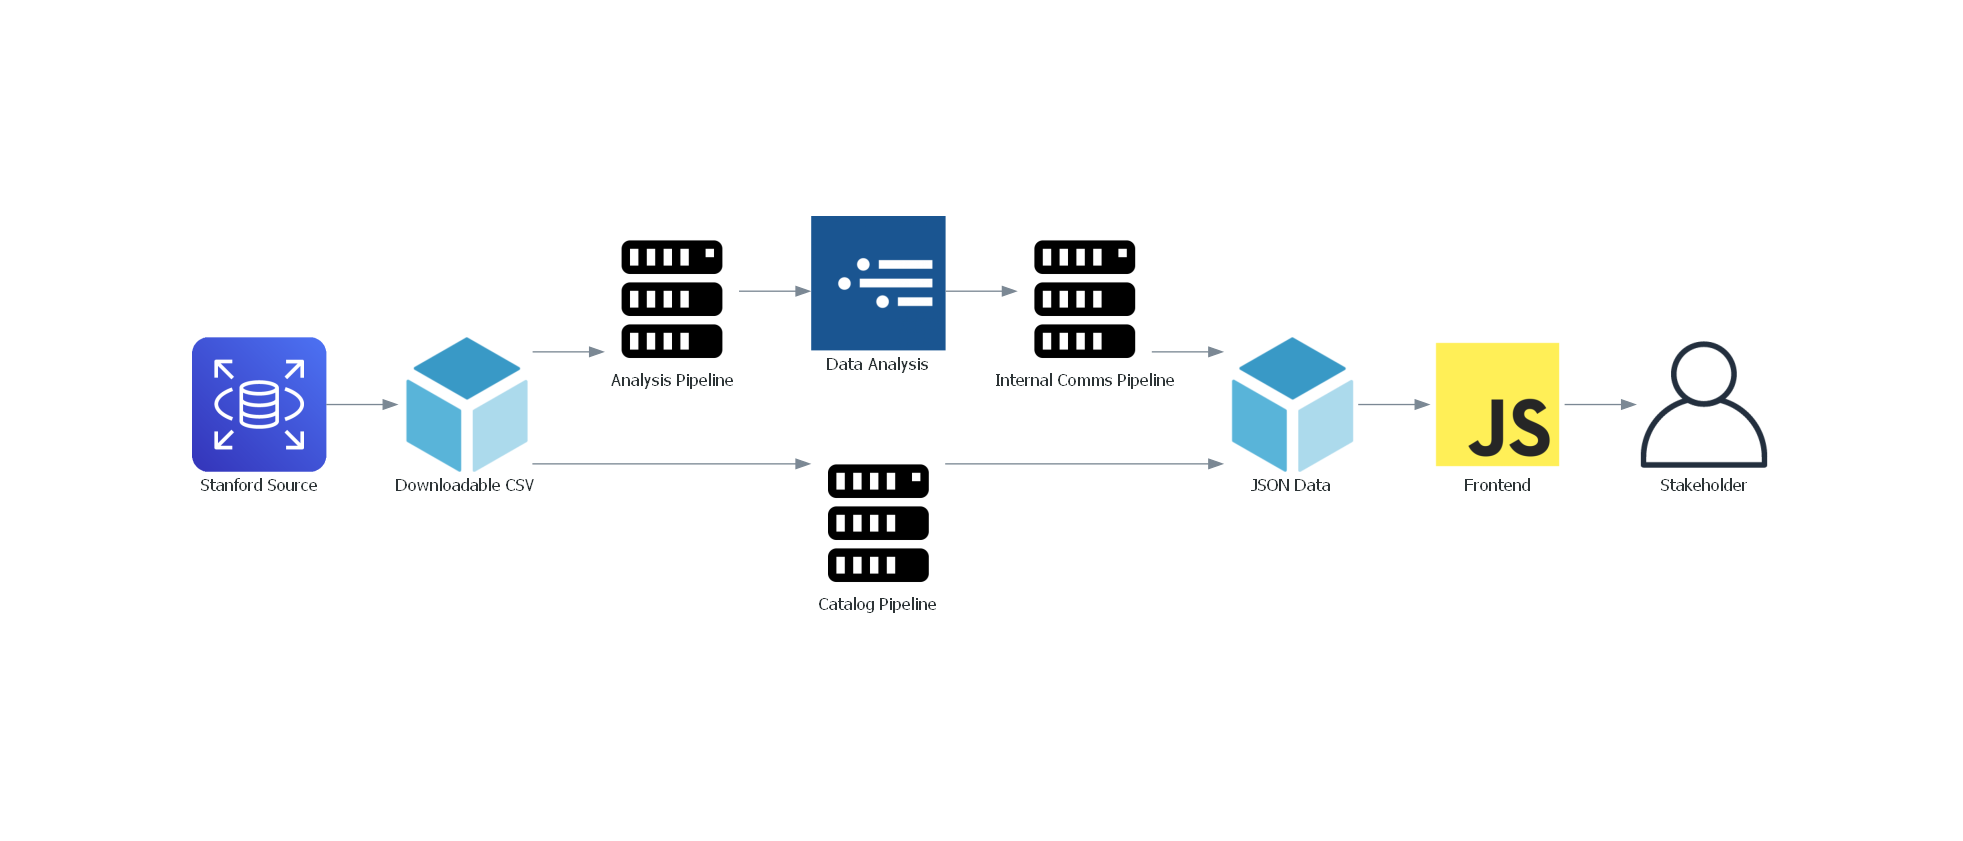 Stanford Source
Downloadable CSV
Analysis Pipeline
Data Analysis
Internal Comms Pipeline
Catalog Pipeline
JSON Data
JS
Frontend
Stakeholder